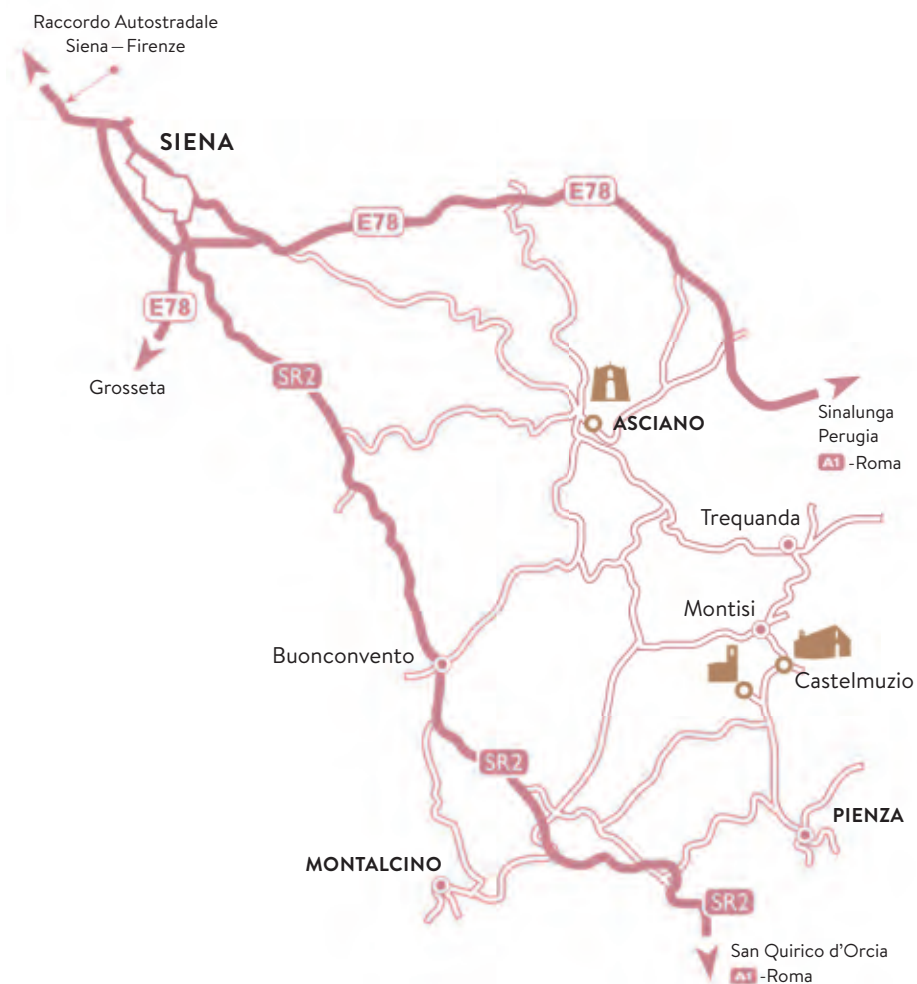 Raccordo Autostradale
Siena – Firenze
SIENA
E78
E78
E78
Grosseta
SR2
ASCIANO
Sinalunga
Perugia
A1 -Roma
Trequanda
Montisi
Buonconvento
Castelmuzio
SR2
PIENZA
MONTALCINO
SR2
San Quirico d'Orcia
A1 -Roma